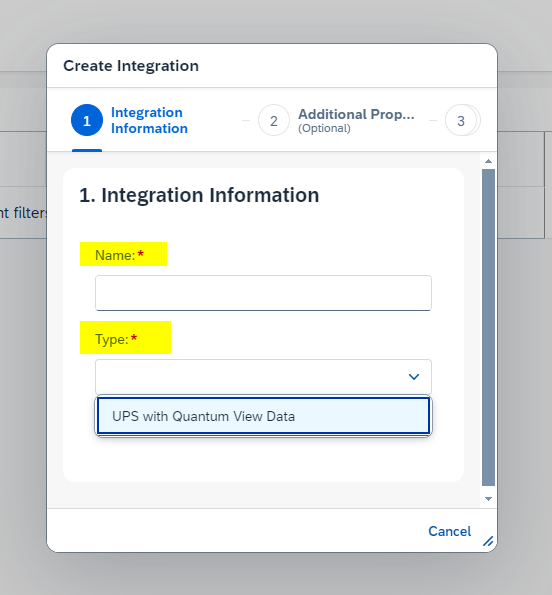 Create Integration
1
Integration
Information
2
Additional Prop...
(Optional)
3
1. Integration Information
nt filter
Name:*
Type:*
UPS with Quantum View Data
Cancel